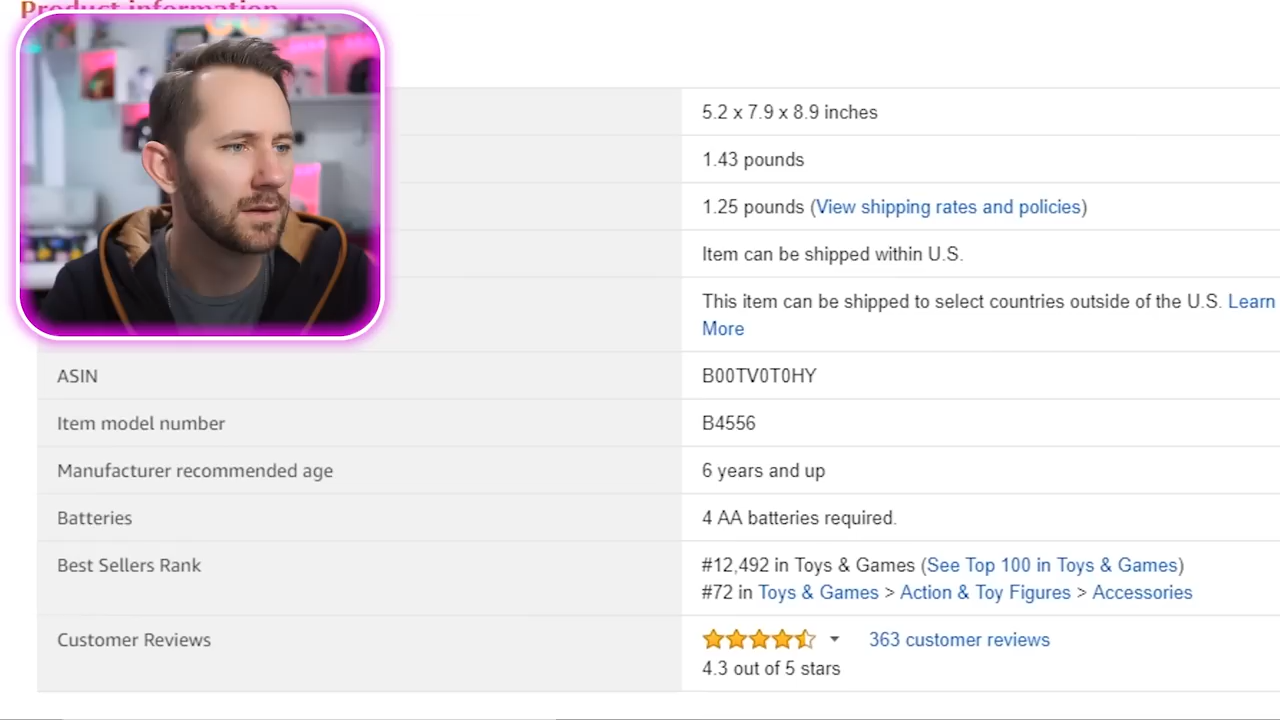 Product information
5.2 x 7.9 x 8.9 inches
1.43 pounds
1.25 pounds (View shipping rates and policies)
Item can be shipped within U.S.
This item can be shipped to select countries outside of the U.S. Learn
More
ASIN B00TV0T0HY
Item model number B4556
Manufacturer recommended age 6 years and up
Batteries 4 AA batteries required.
Best Sellers Rank #12,492 in Toys & Games (See Top 100 in Toys & Games)
#72 in Toys & Games > Action & Toy Figures > Accessories
Customer Reviews 363 customer reviews
4.3 out of 5 stars